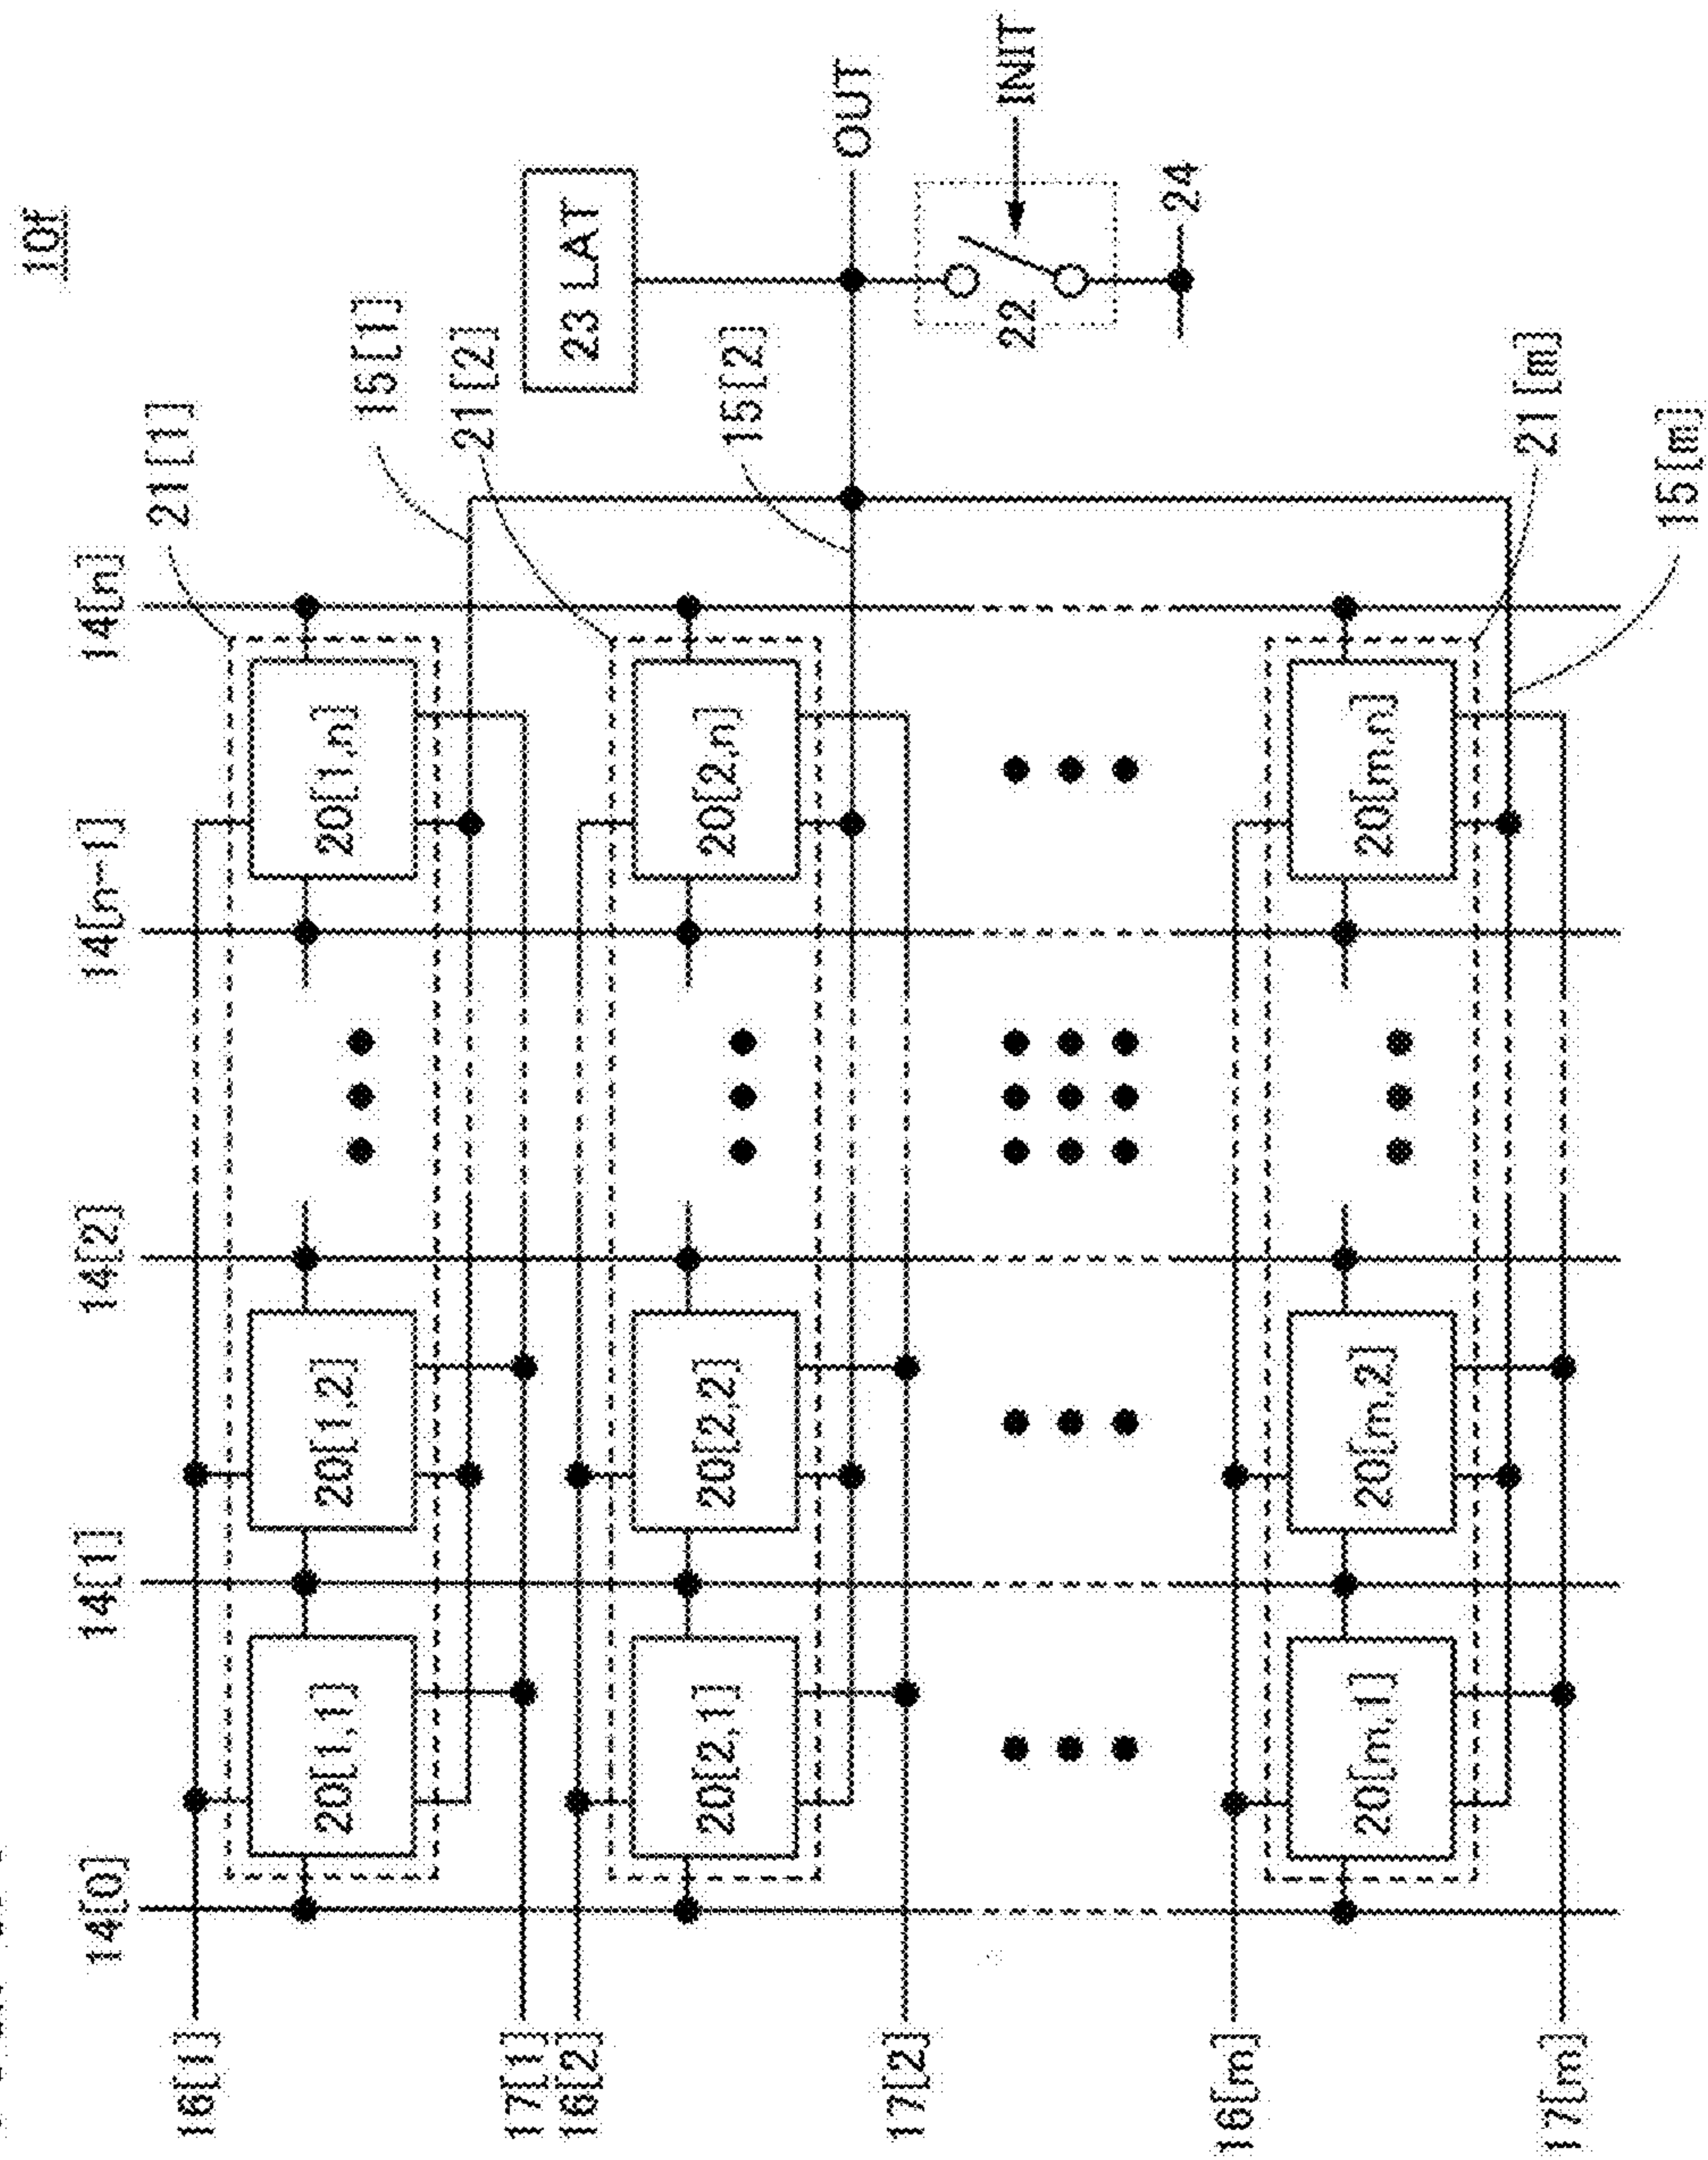 10f
14[0]
14[1]
14[2]
14[n-1]
14[n]
16[1]
21[1]
20[1,1]
20[1,2]
20[1,n]
15[1]
17[1]
21[2]
16[2]
23 LAT
20[2,1]
20[2,2]
20[2,n]
15[2]
OUT
17[2]
22
INIT
24
16[m]
20[m,1]
20[m,2]
20[m,n]
21[m]
17[m]
15[m]